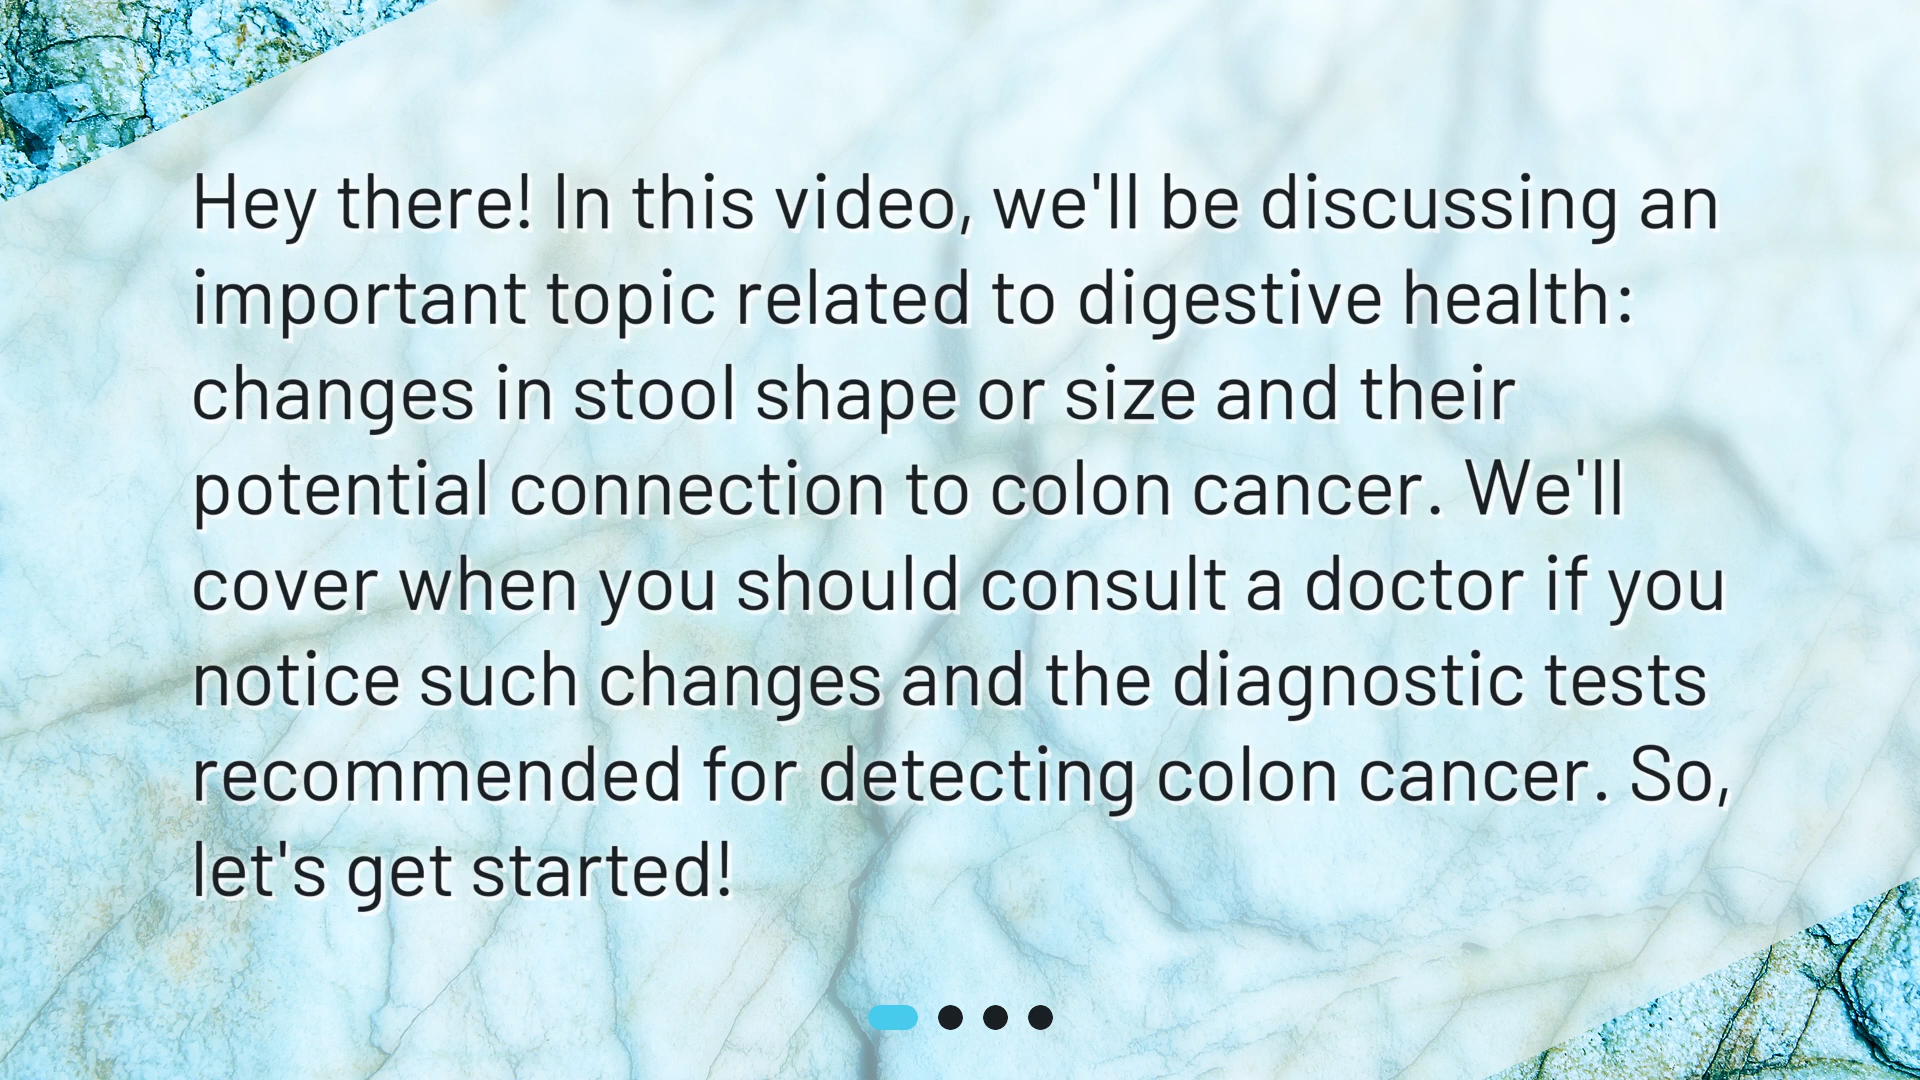 Hey there! In this video, we'll be discussing an
important topic related to digestive health:
changes in stool shape or size and their
potential connection to colon cancer. We'll
cover when you should consult a doctor if you
notice such changes and the diagnostic tests
recommended for detecting colon cancer. So,
let's get started!